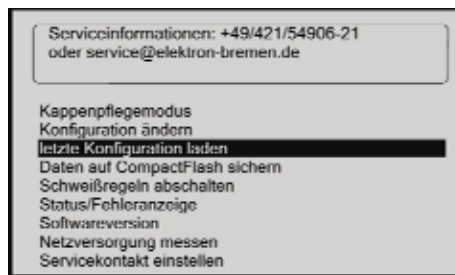 Serviceinformationen: +49/421/54906-21
oder service@elektron-bremen.de
Kappenpflegemodus
Konfiguration ändern
letzte Konfiguration laden
Daten auf CompactFlash sichern
Schweißregeln abschalten
Status/Fehleranzeige
Softwareversion
Netzversorgung messen
Servicekontakt einstellen